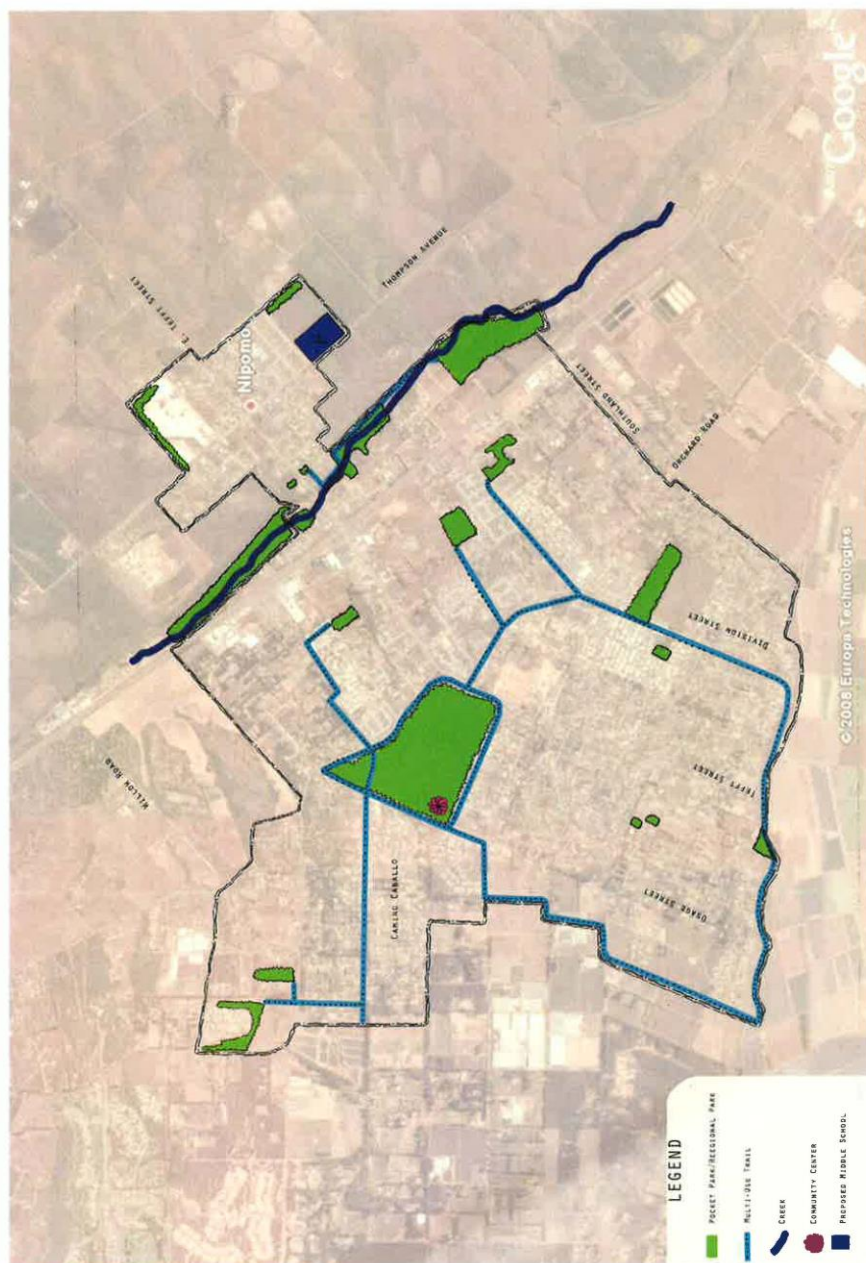 Google
E. TEFFT STREET
Nipomo
THOMPSON AVENUE
WILLOW ROAD
SOUTHLAND STREET
ORCHARD ROAD
DIVISION STREET
CAMINO CABALLO
TEFFT STREET
OSAGE STREET
© 2008 Europa Technologies
LEGEND
POCKET PARK/REEGIONAL PARK
MULTI-USE TRAIL
CREEK
COMMUNITY CENTER
PROPOSED MIDDLE SCHOOL